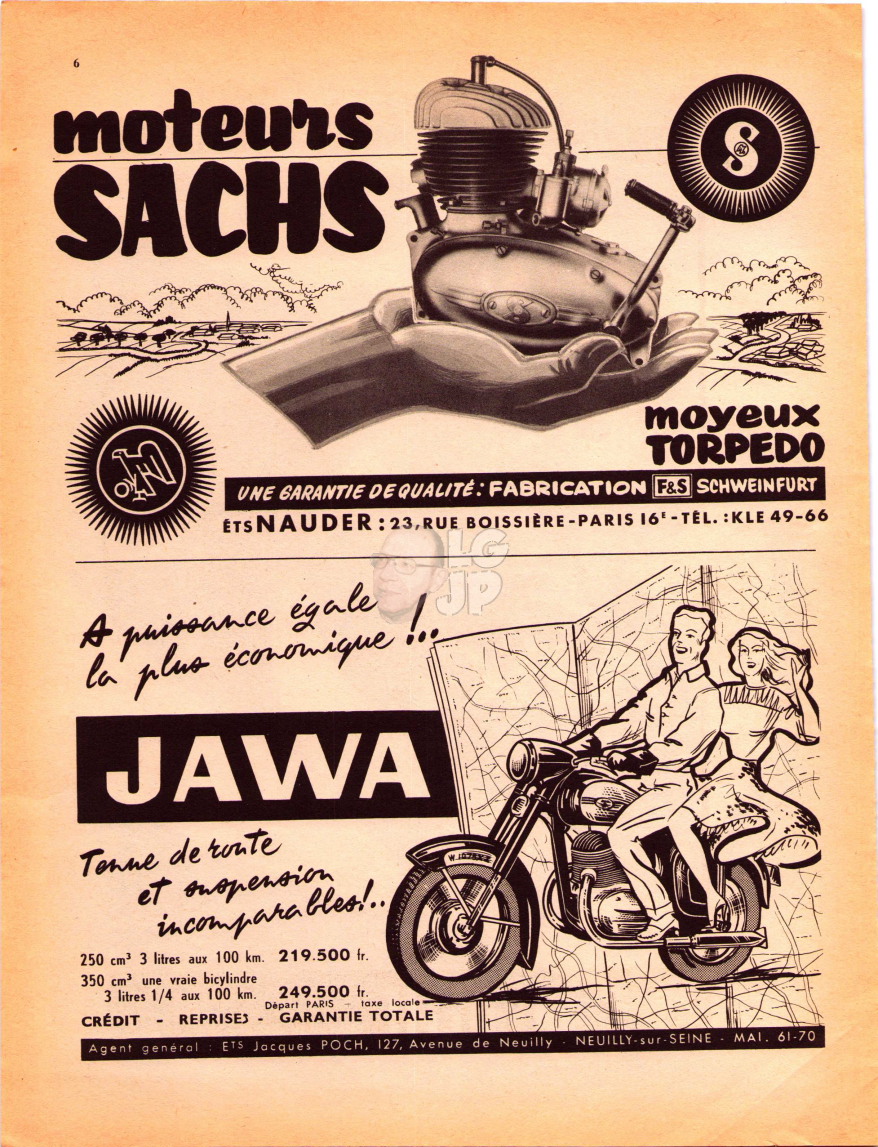 6
moteurs
SACHS
S
F&S
moyeux
TORPEDO
UNE GARANTIE DE QUALITÉ : FABRICATION F&S SCHWEINFURT
ÉTS NAUDER : 23, RUE BOISSIÈRE - PARIS 16E - TÉL. : KLE 49-66
LG
JP
A puissance égale
la plus économique !...
JAWA
Tenue de route
et suspension
incomparables !..
250 cm³ 3 litres aux 100 km. 219.500 fr.
350 cm³ une vraie bicylindre
3 litres 1/4 aux 100 km. 249.500 fr.
Départ PARIS - taxe locale
CRÉDIT - REPRISES - GARANTIE TOTALE
Agent général : ETS Jacques POCH, 127, Avenue de Neuilly - NEUILLY-sur-SEINE - MAI. 61-70